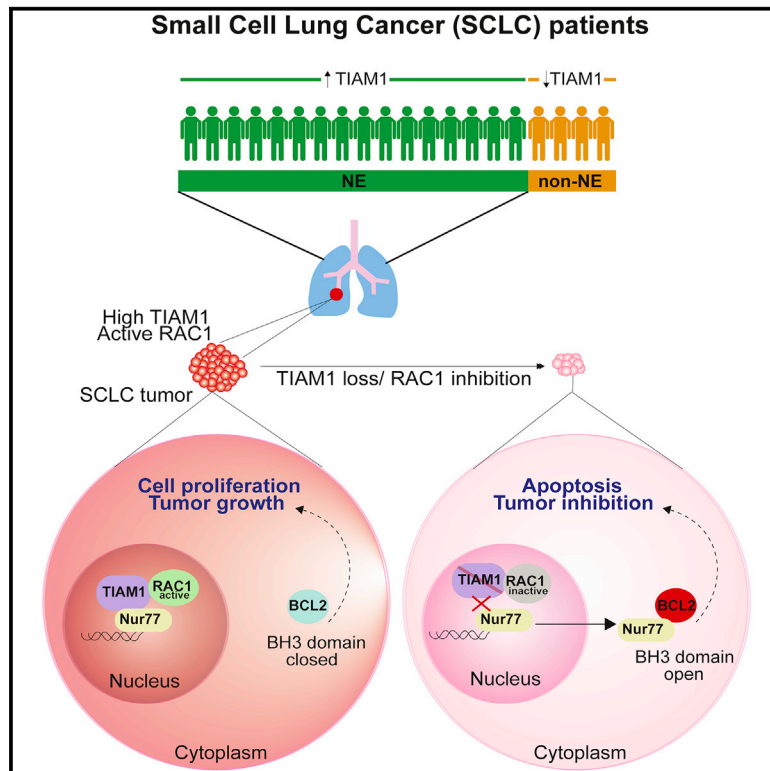 Small Cell Lung Cancer (SCLC) patients
↑ TIAM1
↓TIAM1
NE
non-NE
High TIAM1
Active RAC1
SCLC tumor
TIAM1 loss/ RAC1 inhibition
Cell proliferation
Tumor growth
TIAM1
RAC1
active
Nur77
Nucleus
BCL2
BH3 domain
closed
Cytoplasm
Apoptosis
Tumor inhibition
TIAM1
RAC1
inactive
Nur77
Nucleus
BCL2
Nur77
BH3 domain
open
Cytoplasm